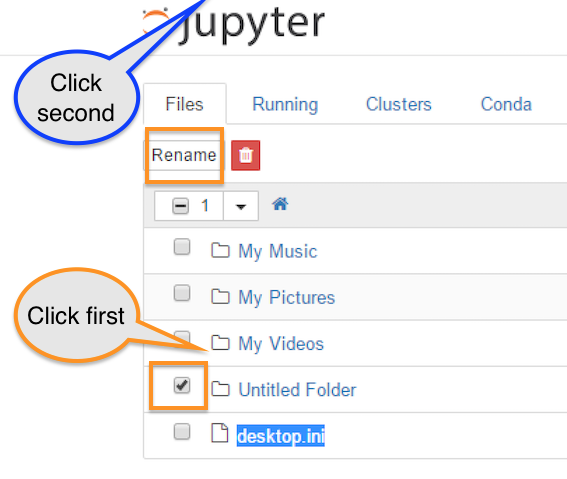 jupyter
Click
second
Files Running Clusters Conda
Rename
1
My Music
My Pictures
Click first
My Videos
Untitled Folder
desktop.ini